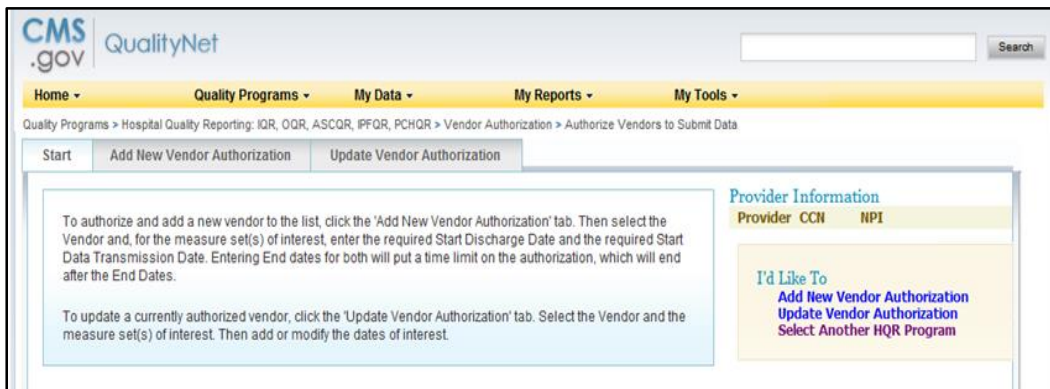 CMS
.gov
QualityNet
Search
Home
Quality Programs
My Data
My Reports
My Tools
Quality Programs > Hospital Quality Reporting: IQR, OQR, ASCQR, IPFQR, PCHQR > Vendor Authorization > Authorize Vendors to Submit Data
Start
Add New Vendor Authorization
Update Vendor Authorization
To authorize and add a new vendor to the list, click the 'Add New Vendor Authorization' tab. Then select the
Vendor and, for the measure set(s) of interest, enter the required Start Discharge Date and the required Start
Data Transmission Date. Entering End dates for both will put a time limit on the authorization, which will end
after the End Dates.
To update a currently authorized vendor, click the 'Update Vendor Authorization' tab. Select the Vendor and the
measure set(s) of interest. Then add or modify the dates of interest.
Provider Information
Provider CCN NPI
I'd Like To
Add New Vendor Authorization
Update Vendor Authorization
Select Another HQR Program